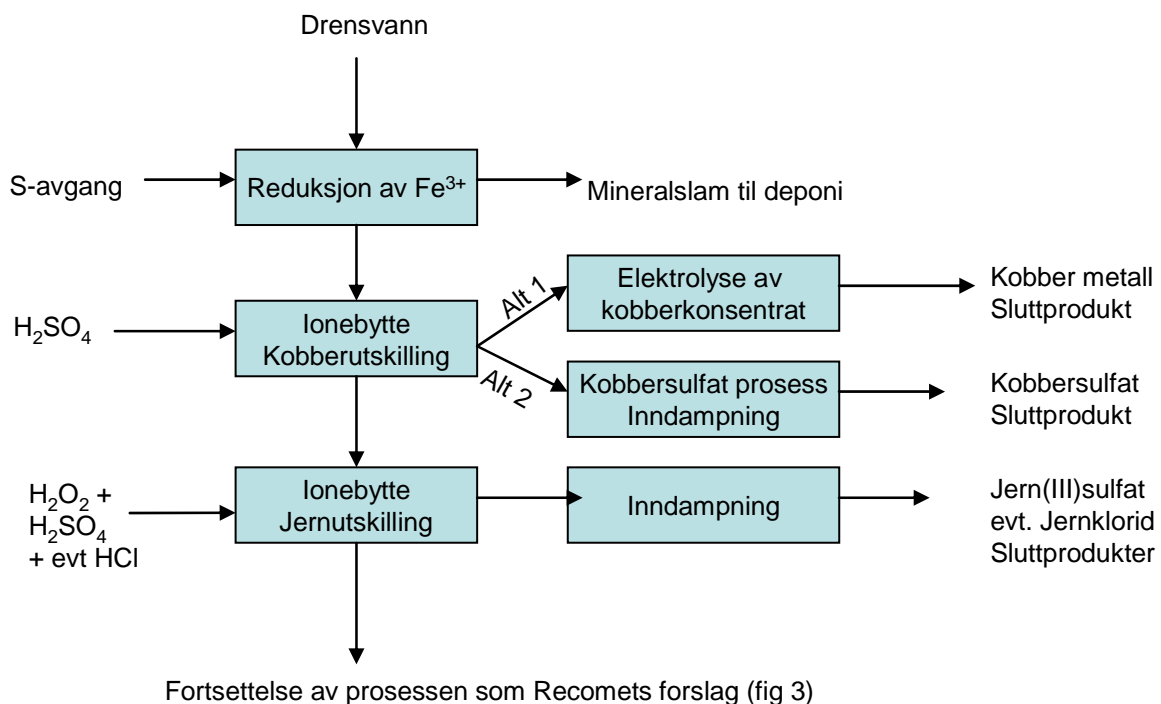 Drensvann
S-avgang
Reduksjon av Fe³⁺
Mineralslam til deponi
H₂SO₄
Ionebytte
Kobberutskilling
Alt 1
Elektrolyse av
kobberkonsentrat
Kobber metall
Sluttprodukt
Alt 2
Kobbersulfat prosess
Inndampning
Kobbersulfat
Sluttprodukt
H₂O₂ +
H₂SO₄
+ evt HCl
Ionebytte
Jernutskilling
Inndampning
Jern(III)sulfat
evt. Jernklorid
Sluttprodukter
Fortsettelse av prosessen som Recomets forslag (fig 3)